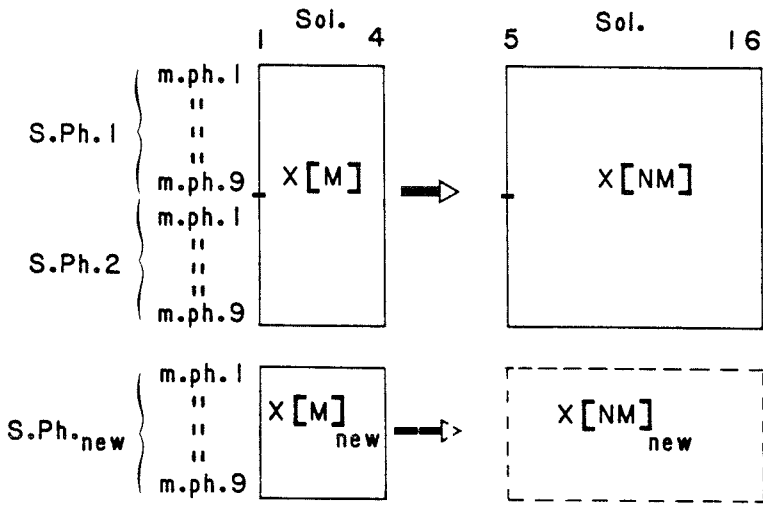 Sol. Sol.
1 4 5 16
m.ph.1
"
S.Ph.1 "
"
m.ph.9 X[M] X[NM]
m.ph.1
"
S.Ph.2 "
"
m.ph.9
m.ph.1
"
S.Ph.new " X[M]new X[NM]new
"
m.ph.9